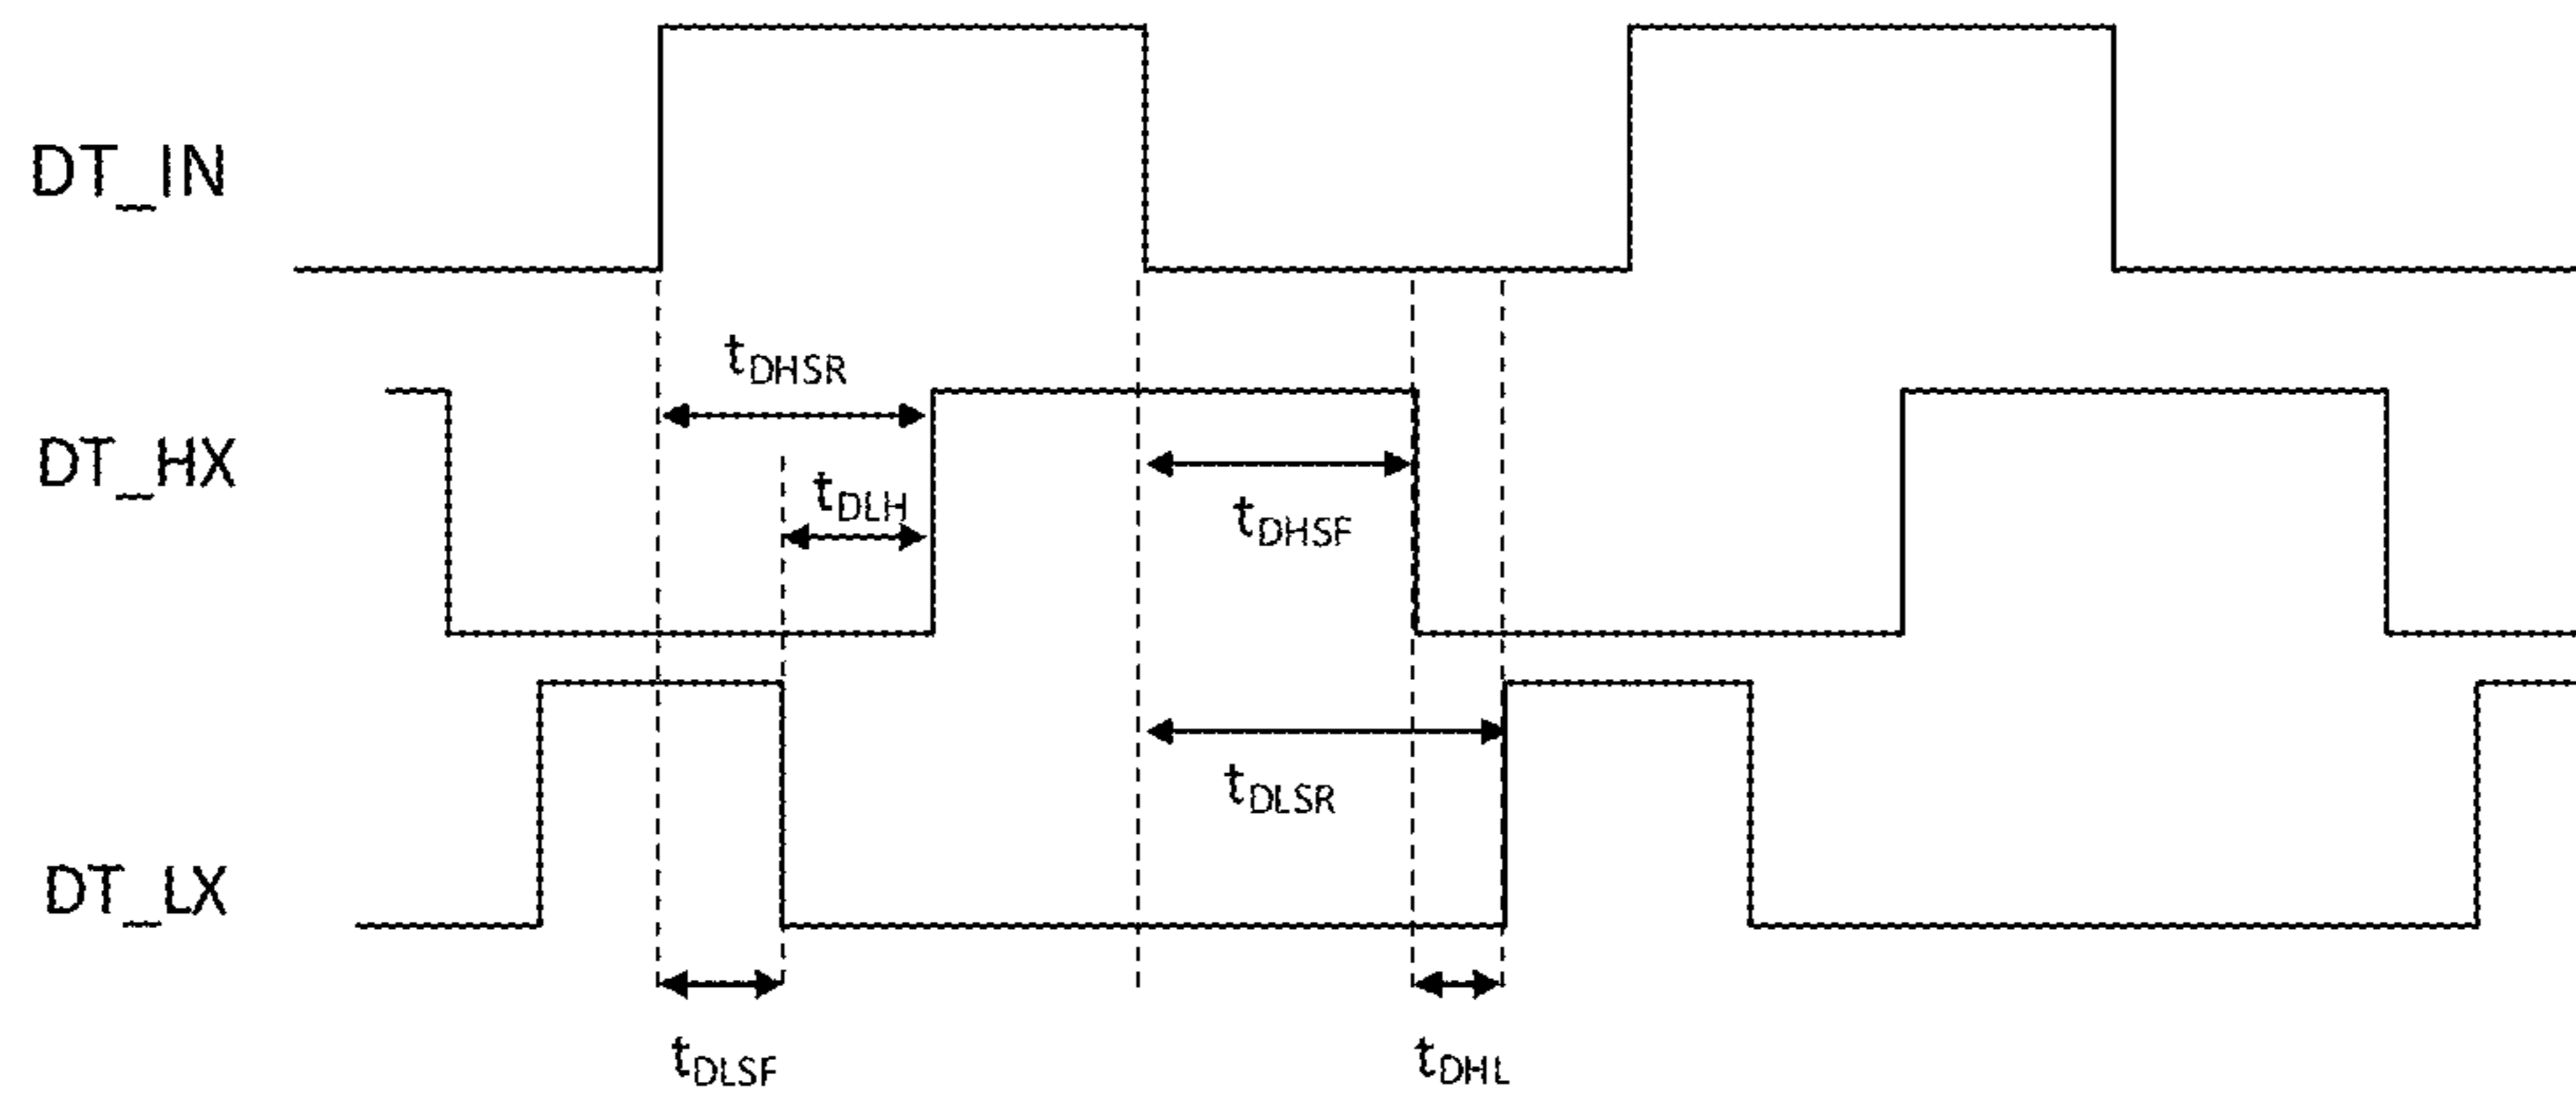 DT_IN
tDHSR
DT_HX
tDLH
tDHSF
tDLSR
DT_LX
tDLSF
tDHL